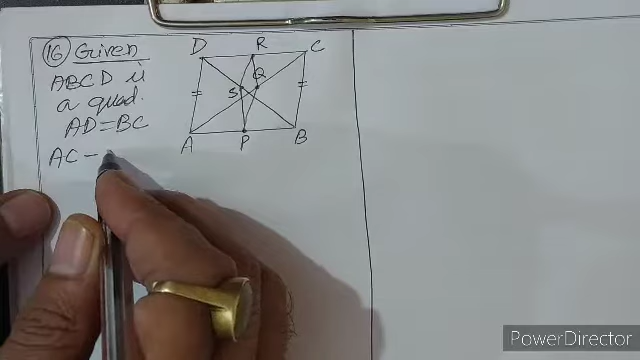 16 Given
ABCD is
a quad.
AD=BC
AC -
D R C
S Q
A P B
PowerDirector